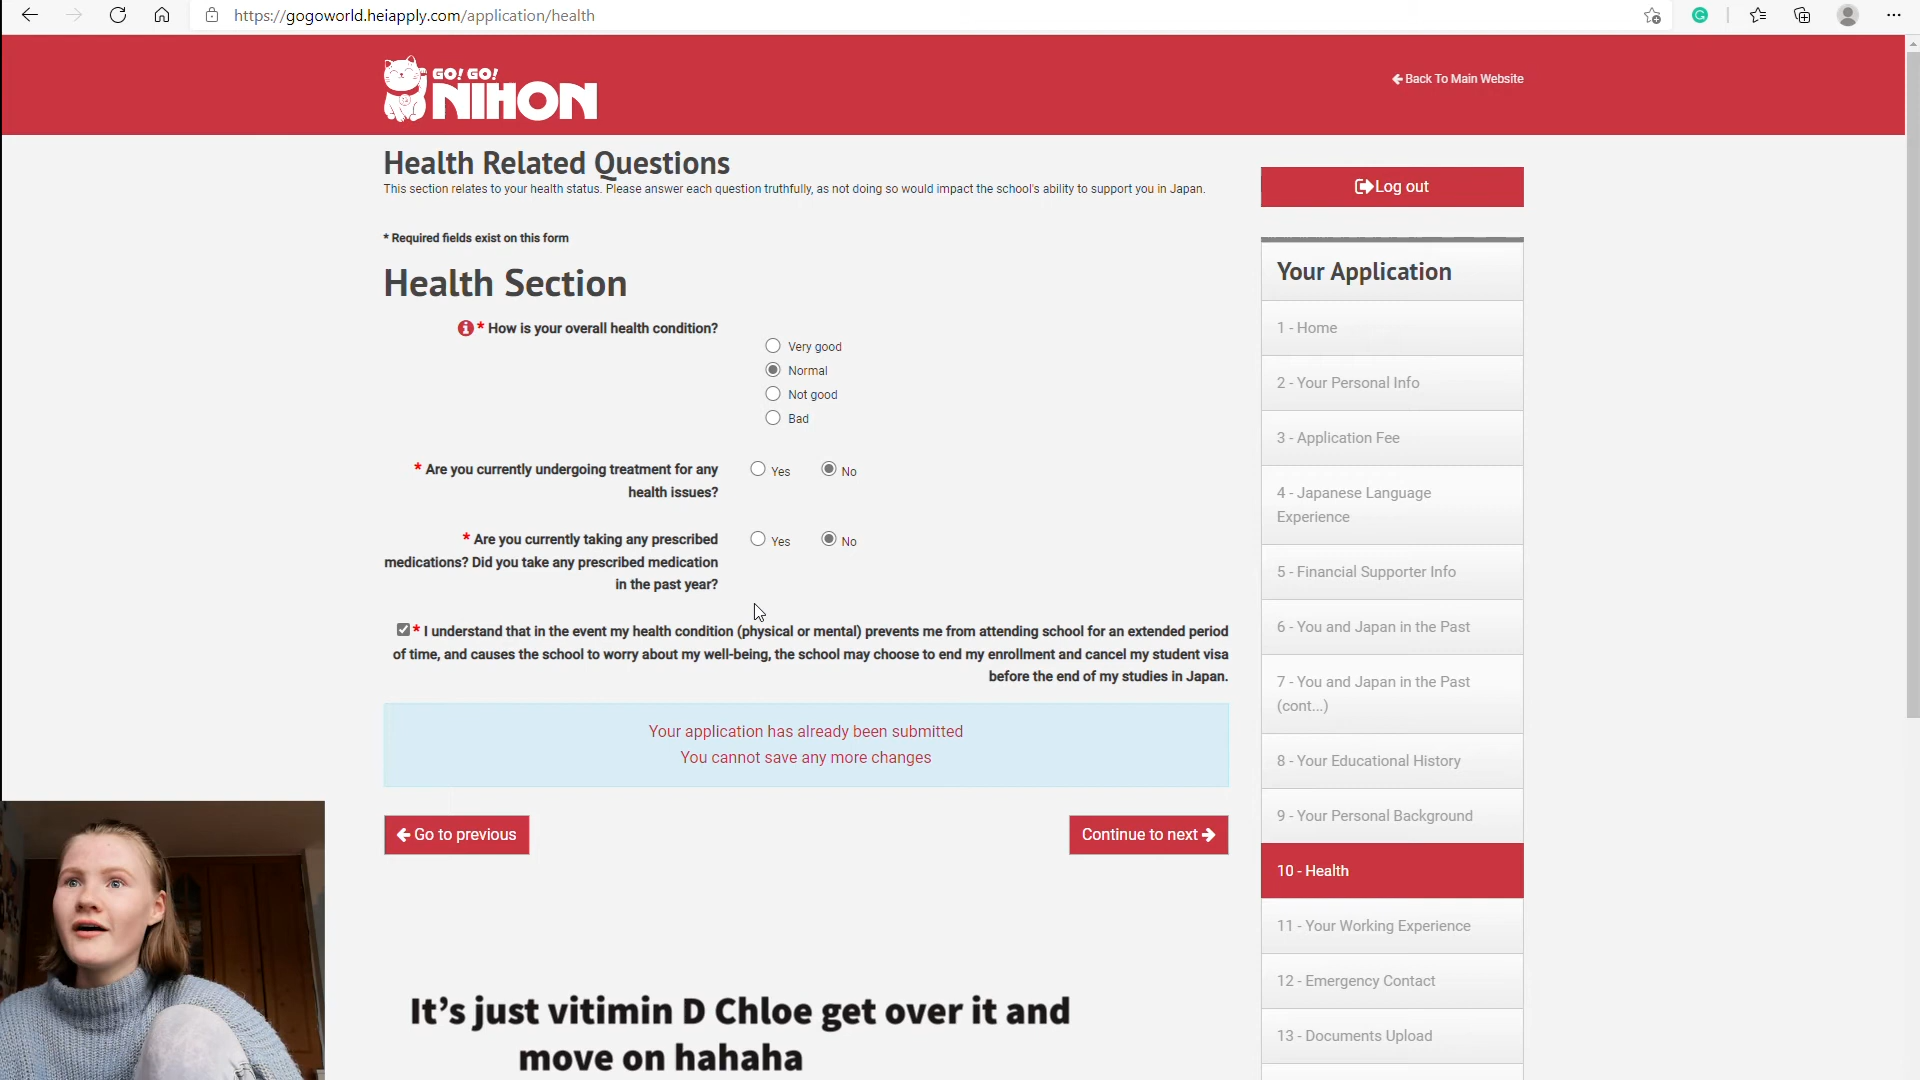 https://gogoworld.heiapply.com/application/health
GO! GO!
NIHON
Back To Main Website
Health Related Questions
This section relates to your health status. Please answer each question truthfully, as not doing so would impact the school's ability to support you in Japan.
* Required fields exist on this form
Health Section
* How is your overall health condition?
Very good
Normal
Not good
Bad
* Are you currently undergoing treatment for any
health issues?
Yes
No
* Are you currently taking any prescribed
medications? Did you take any prescribed medication
in the past year?
Yes
No
* I understand that in the event my health condition (physical or mental) prevents me from attending school for an extended period
of time, and causes the school to worry about my well-being, the school may choose to end my enrollment and cancel my student visa
before the end of my studies in Japan.
Your application has already been submitted
You cannot save any more changes
Go to previous
Continue to next
It's just vitimin D Chloe get over it and
move on hahaha
Log out
Your Application
1 - Home
2 - Your Personal Info
3 - Application Fee
4 - Japanese Language
Experience
5 - Financial Supporter Info
6 - You and Japan in the Past
7 - You and Japan in the Past
(cont...)
8 - Your Educational History
9 - Your Personal Background
10 - Health
11 - Your Working Experience
12 - Emergency Contact
13 - Documents Upload